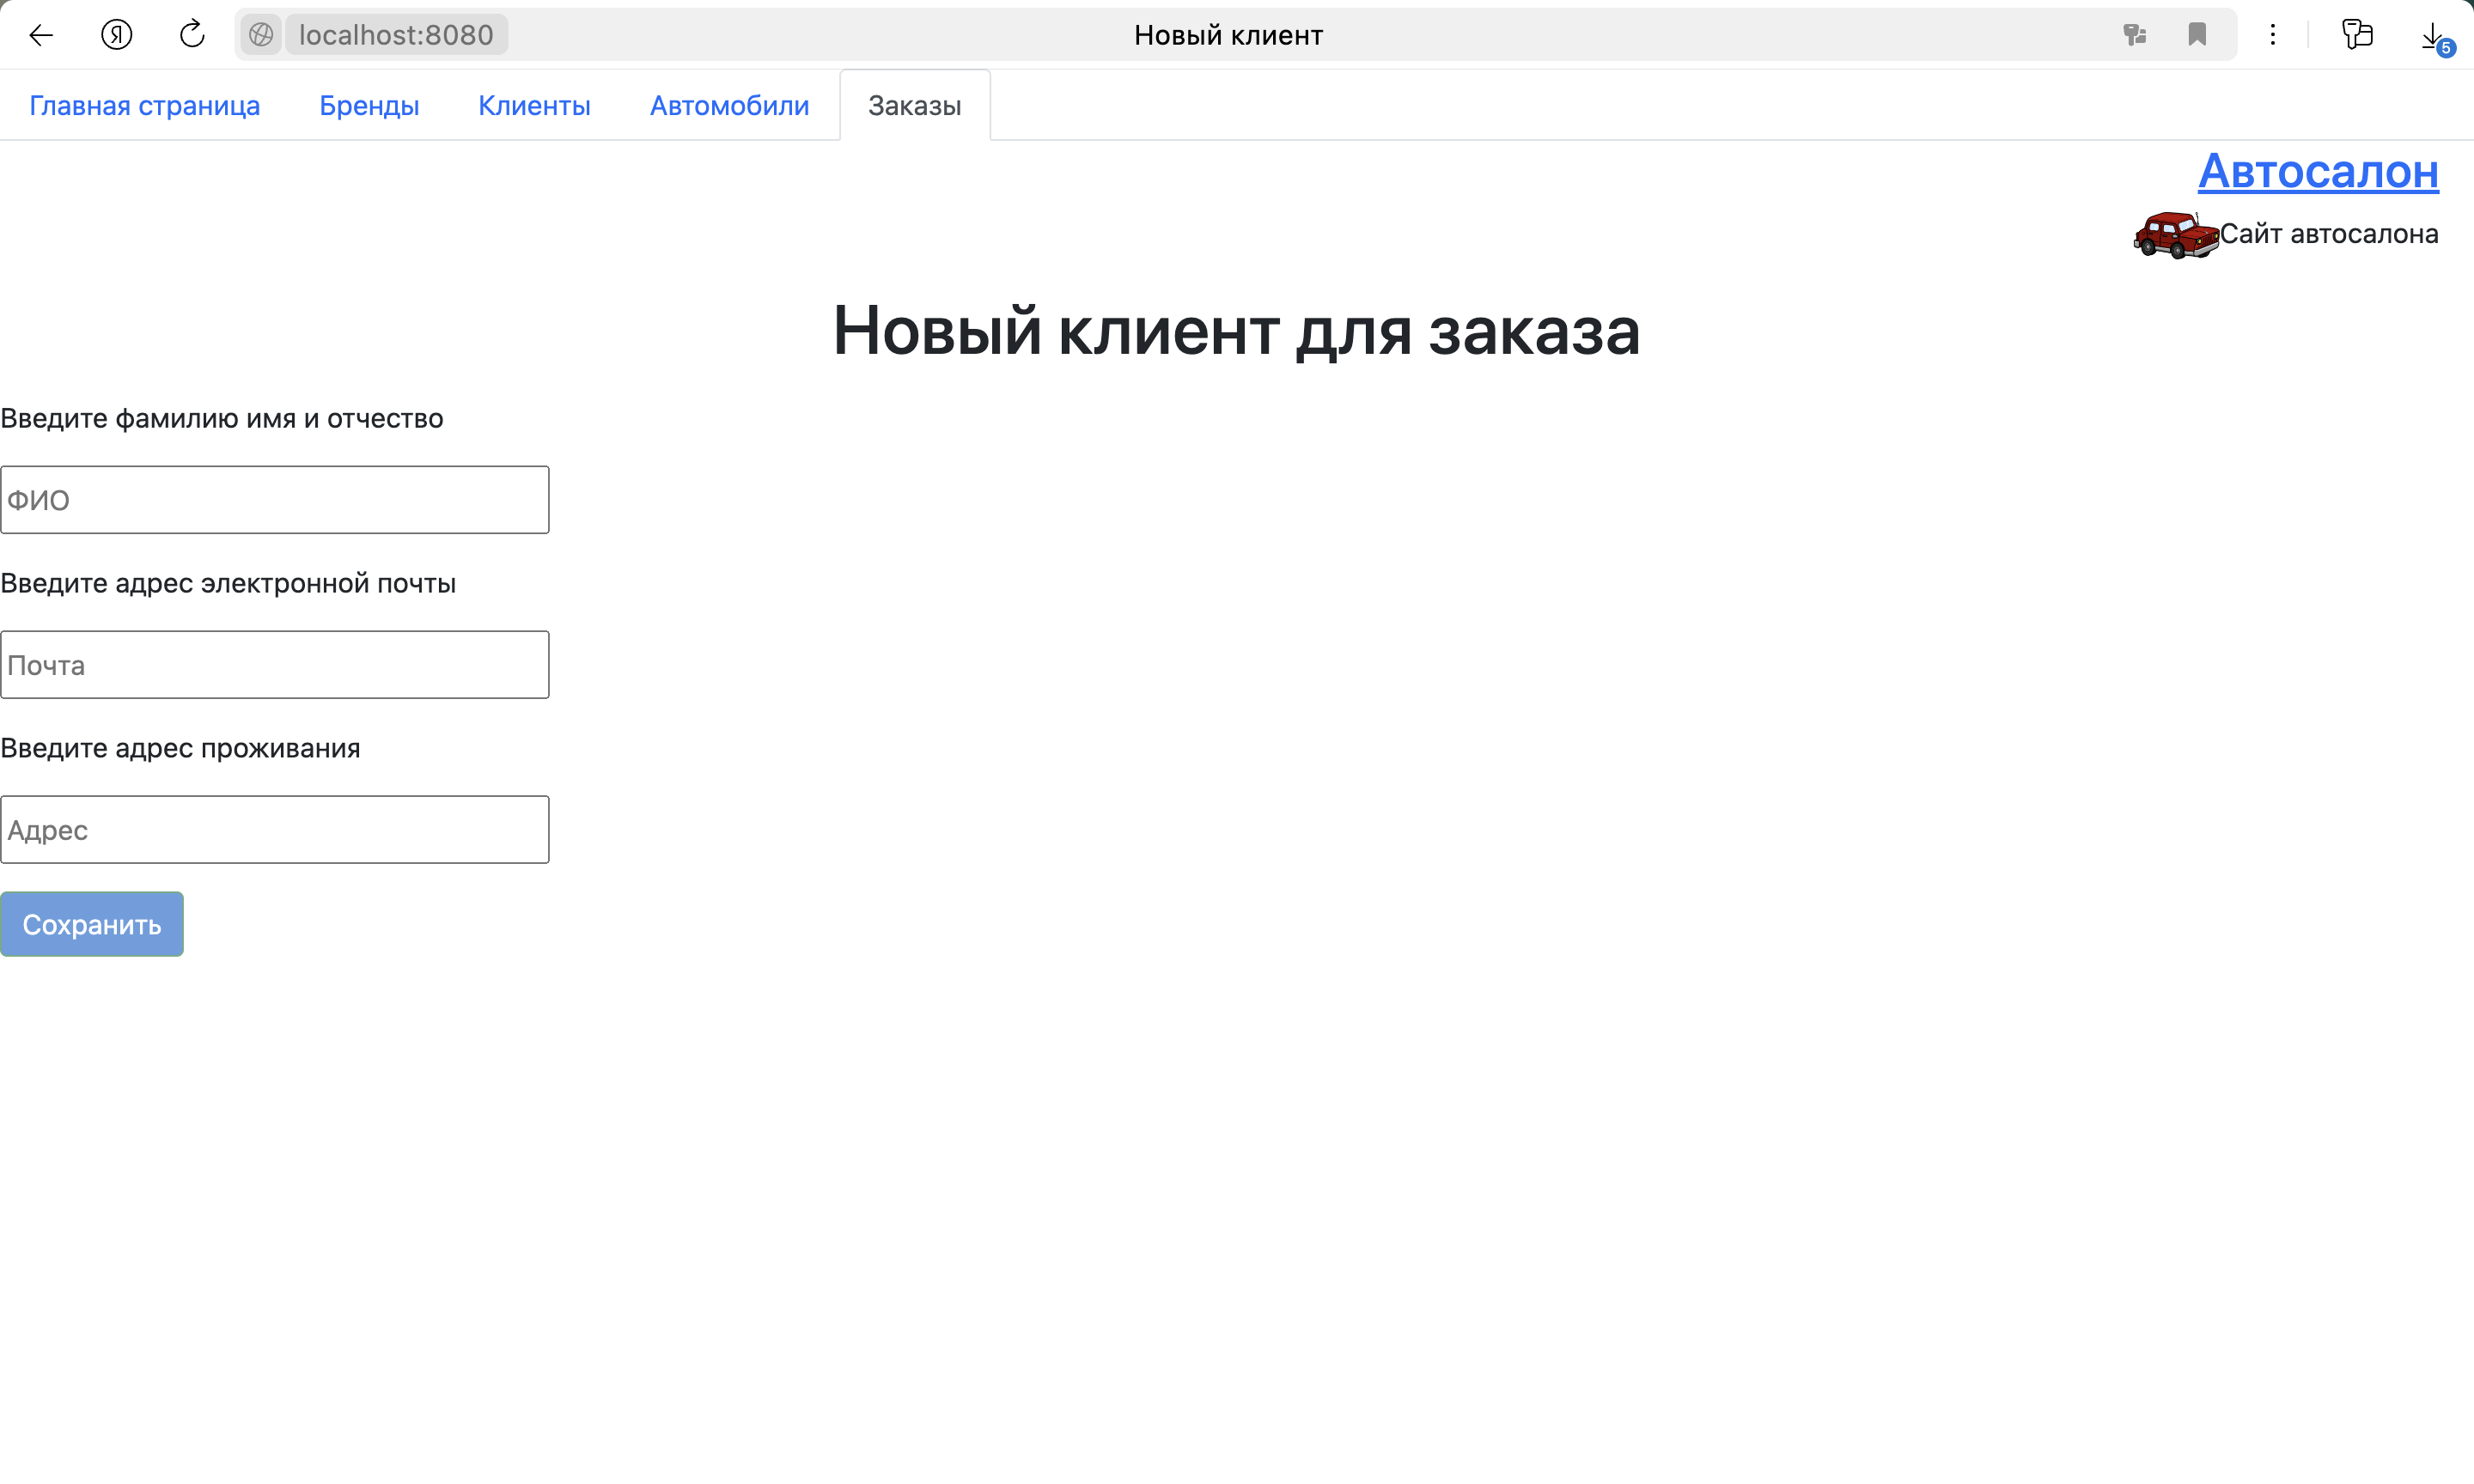 Я localhost:8080 Новый клиент 5
Главная страница Бренды Клиенты Автомобили Заказы
Автосалон
Сайт автосалона
Новый клиент для заказа
Введите фамилию имя и отчество
ФИО
Введите адрес электронной почты
Почта
Введите адрес проживания
Адрес
Сохранить